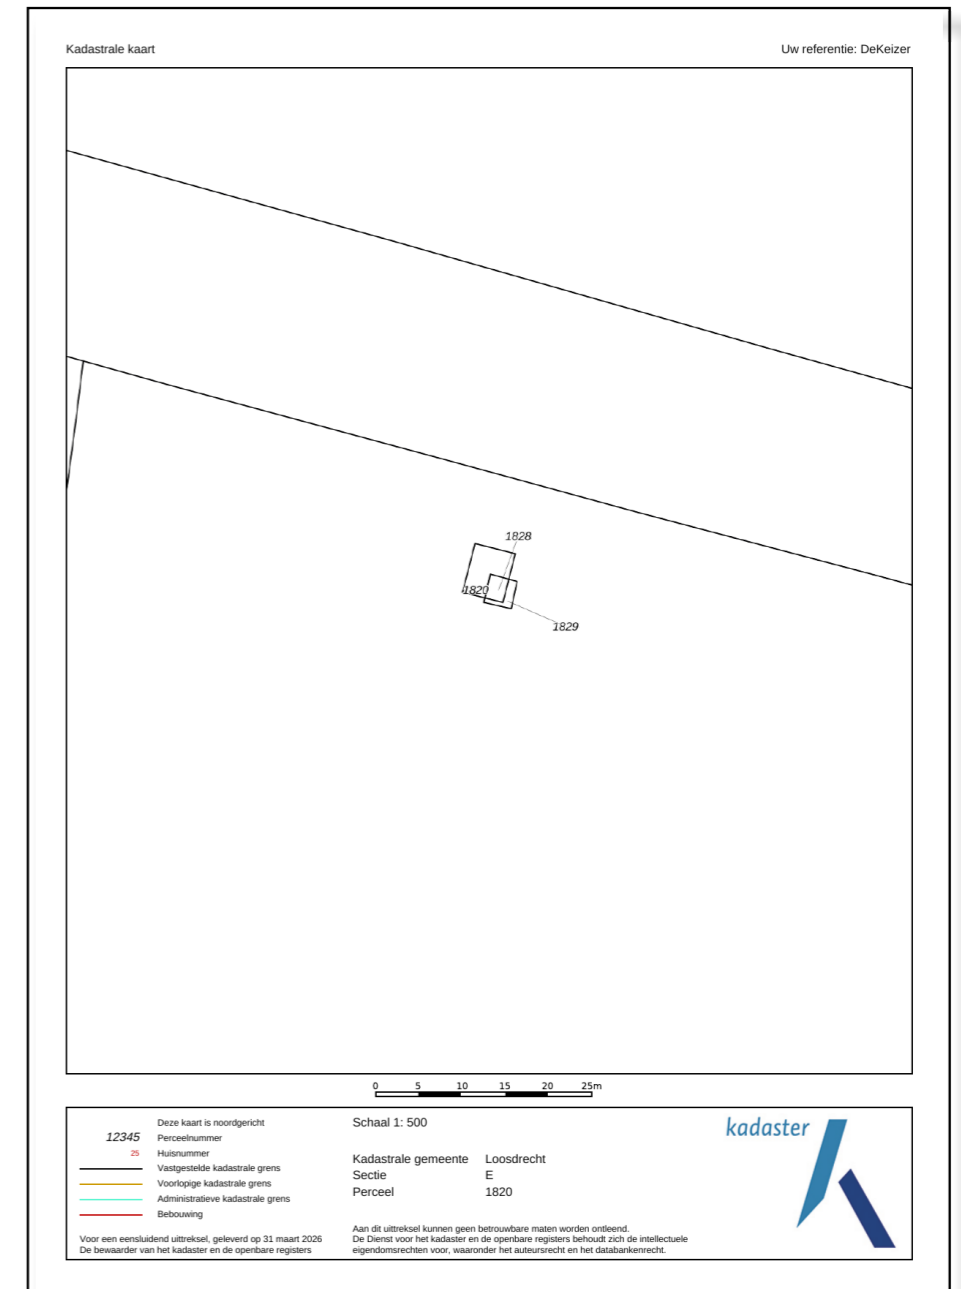 Kadastrale kaart
Uw referentie: DeKeizer
1828
1820
1829
0 5 10 15 20 25m
Deze kaart is noordgericht
12345 Perceelnummer
25 Huisnummer
Vastgestelde kadastrale grens
Voorlopige kadastrale grens
Administratieve kadastrale grens
Bebouwing
Voor een eensluidend uittreksel, geleverd op 31 maart 2026
De bewaarder van het kadaster en de openbare registers
Schaal 1: 500
Kadastrale gemeente Loosdrecht
Sectie E
Perceel 1820
Aan dit uittreksel kunnen geen betrouwbare maten worden ontleend.
De Dienst voor het kadaster en de openbare registers behoudt zich de intellectuele
eigendomsrechten voor, waaronder het auteursrecht en het databankenrecht.
kadaster